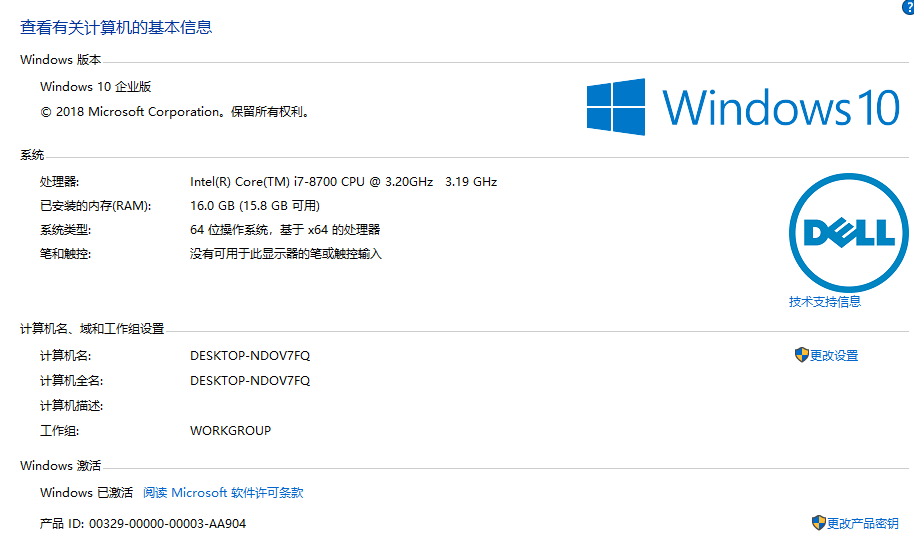 查看有关计算机的基本信息
Windows 版本
Windows 10 企业版
© 2018 Microsoft Corporation。保留所有权利。
Windows 10
系统
处理器: Intel(R) Core(TM) i7-8700 CPU @ 3.20GHz 3.19 GHz
已安装的内存(RAM): 16.0 GB (15.8 GB 可用)
系统类型: 64 位操作系统，基于 x64 的处理器
笔和触控: 没有可用于此显示器的笔或触控输入
DELL
技术支持信息
计算机名、域和工作组设置
计算机名: DESKTOP-NDOV7FQ 更改设置
计算机全名: DESKTOP-NDOV7FQ
计算机描述:
工作组: WORKGROUP
Windows 激活
Windows 已激活 阅读 Microsoft 软件许可条款
产品 ID: 00329-00000-00003-AA904 更改产品密钥